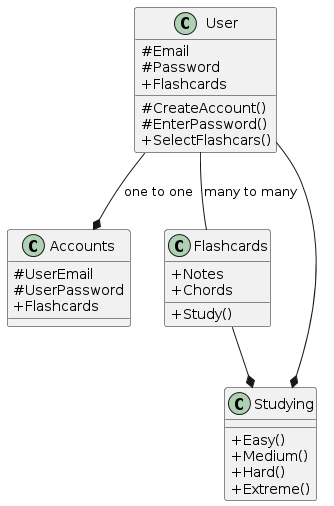 C User
#Email
#Password
+Flashcards
#CreateAccount()
#EnterPassword()
+SelectFlashcars()
one to one
many to many
C Accounts
#UserEmail
#UserPassword
+Flashcards
C Flashcards
+Notes
+Chords
+Study()
C Studying
+Easy()
+Medium()
+Hard()
+Extreme()